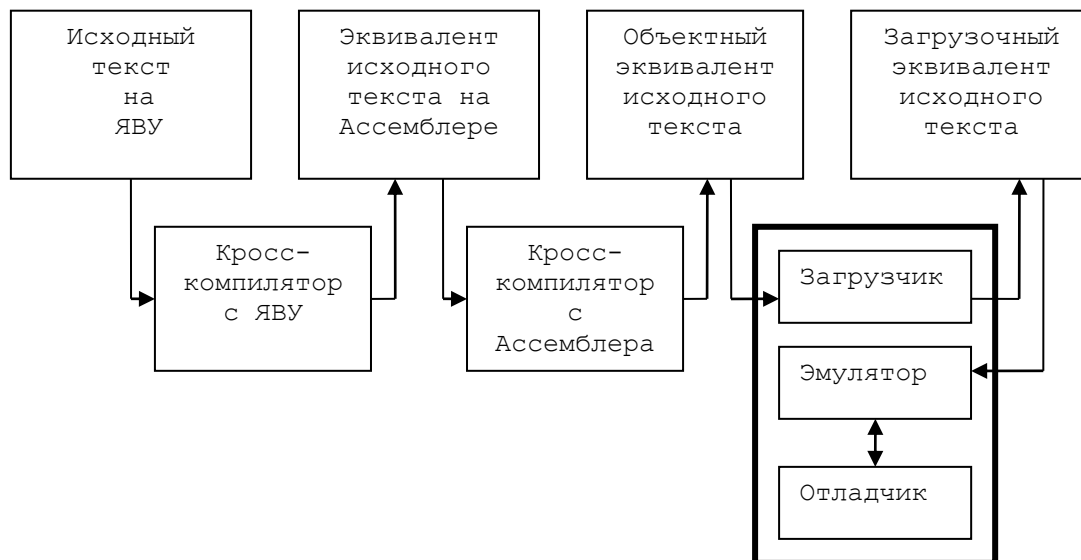 Исходный
текст
на
ЯВУ
Эквивалент
исходного
текста на
Ассемблере
Объектный
эквивалент
исходного
текста
Загрузочный
эквивалент
исходного
текста
Кросс-
компилятор
с ЯВУ
Кросс-
компилятор
с
Ассемблера
Загрузчик
Эмулятор
Отладчик